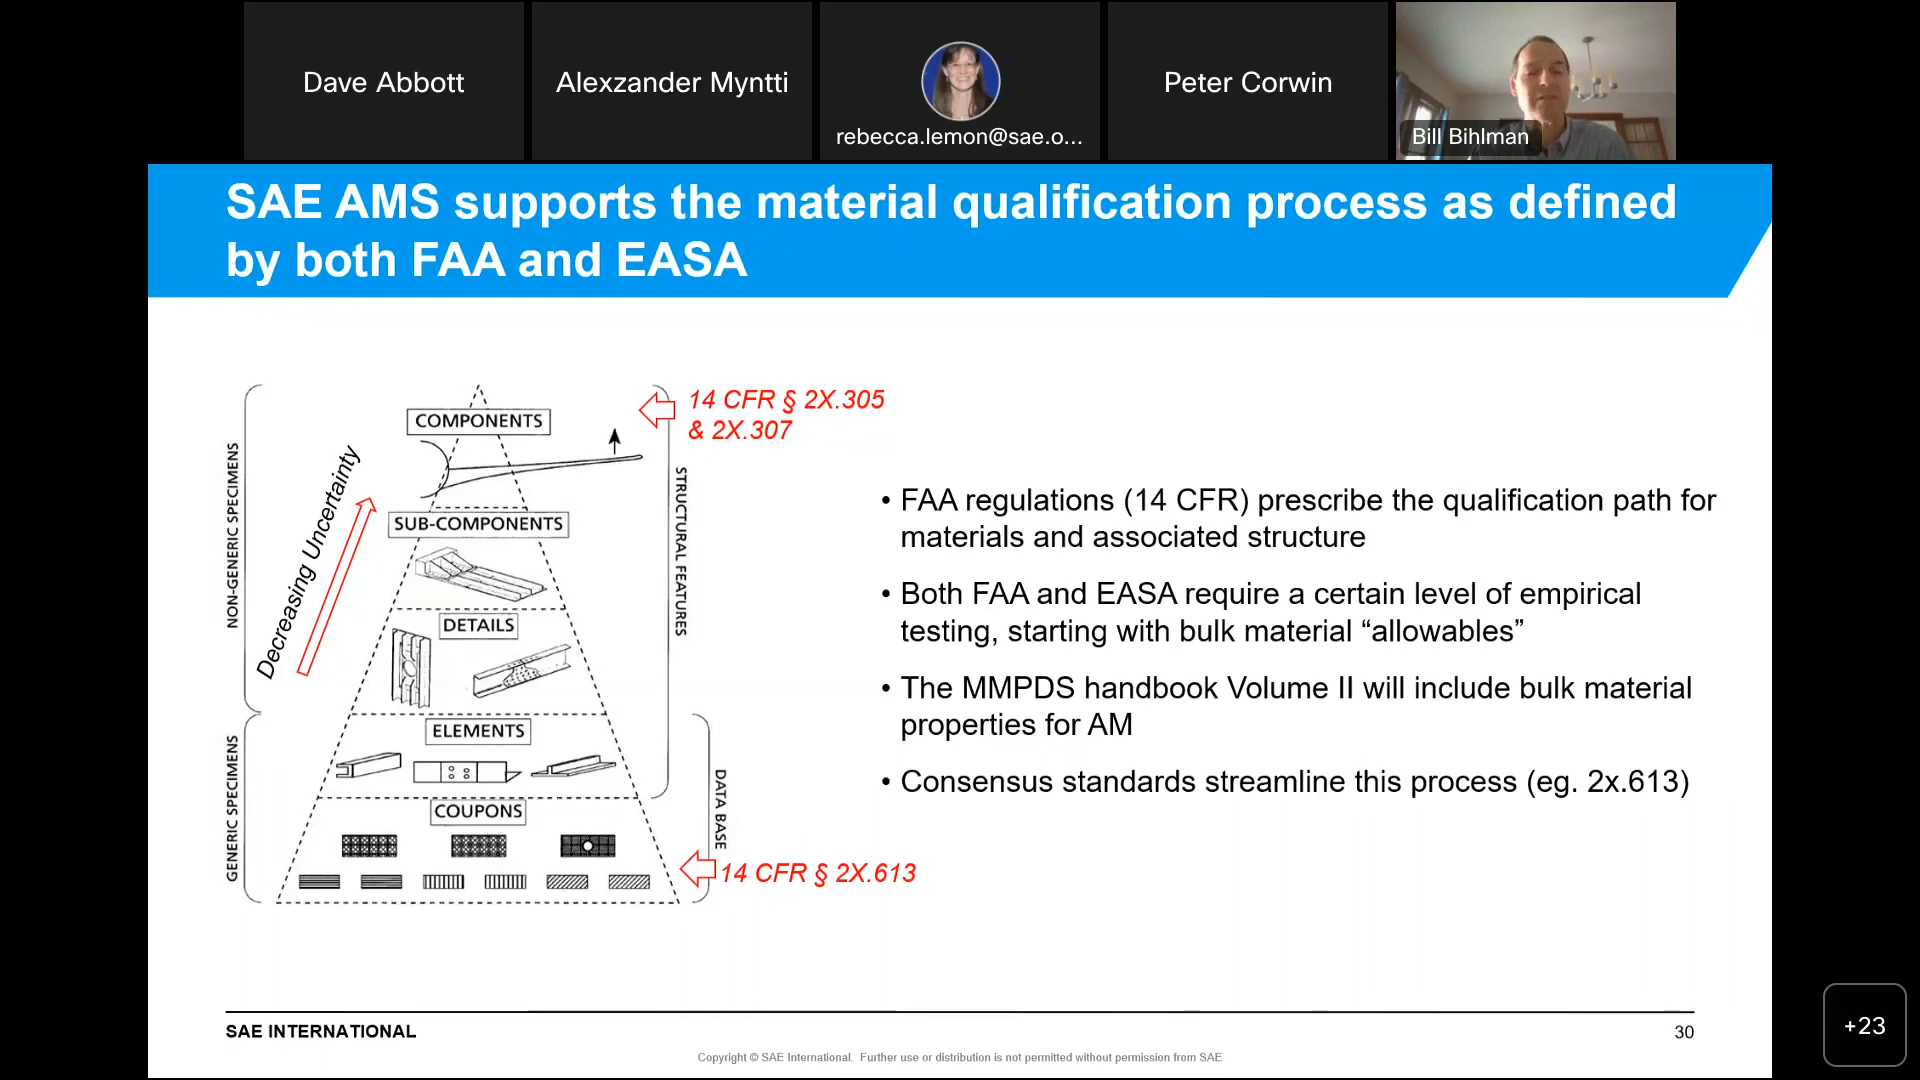 Dave Abbott
Alexzander Myntti
rebecca.lemon@sae.o...
Peter Corwin
Bill Bihlman
SAE AMS supports the material qualification process as defined
by both FAA and EASA
NON-GENERIC SPECIMENS
GENERIC SPECIMENS
Decreasing Uncertainty
COMPONENTS
SUB-COMPONENTS
DETAILS
ELEMENTS
COUPONS
STRUCTURAL FEATURES
DATA BASE
14 CFR § 2X.305
& 2X.307
14 CFR § 2X.613
• FAA regulations (14 CFR) prescribe the qualification path for
materials and associated structure
• Both FAA and EASA require a certain level of empirical
testing, starting with bulk material “allowables”
• The MMPDS handbook Volume II will include bulk material
properties for AM
• Consensus standards streamline this process (eg. 2x.613)
SAE INTERNATIONAL
30
Copyright © SAE International. Further use or distribution is not permitted without permission from SAE
+23